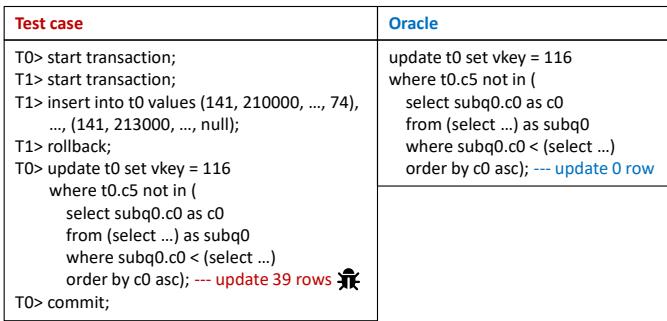 Test case
T0> start transaction;
T1> start transaction;
T1> insert into t0 values (141, 210000, …, 74),
…, (141, 213000, …, null);
T1> rollback;
T0> update t0 set vkey = 116
where t0.c5 not in (
select subq0.c0 as c0
from (select …) as subq0
where subq0.c0 < (select …)
order by c0 asc); --- update 39 rows
T0> commit;
Oracle
update t0 set vkey = 116
where t0.c5 not in (
select subq0.c0 as c0
from (select …) as subq0
where subq0.c0 < (select …)
order by c0 asc); --- update 0 row